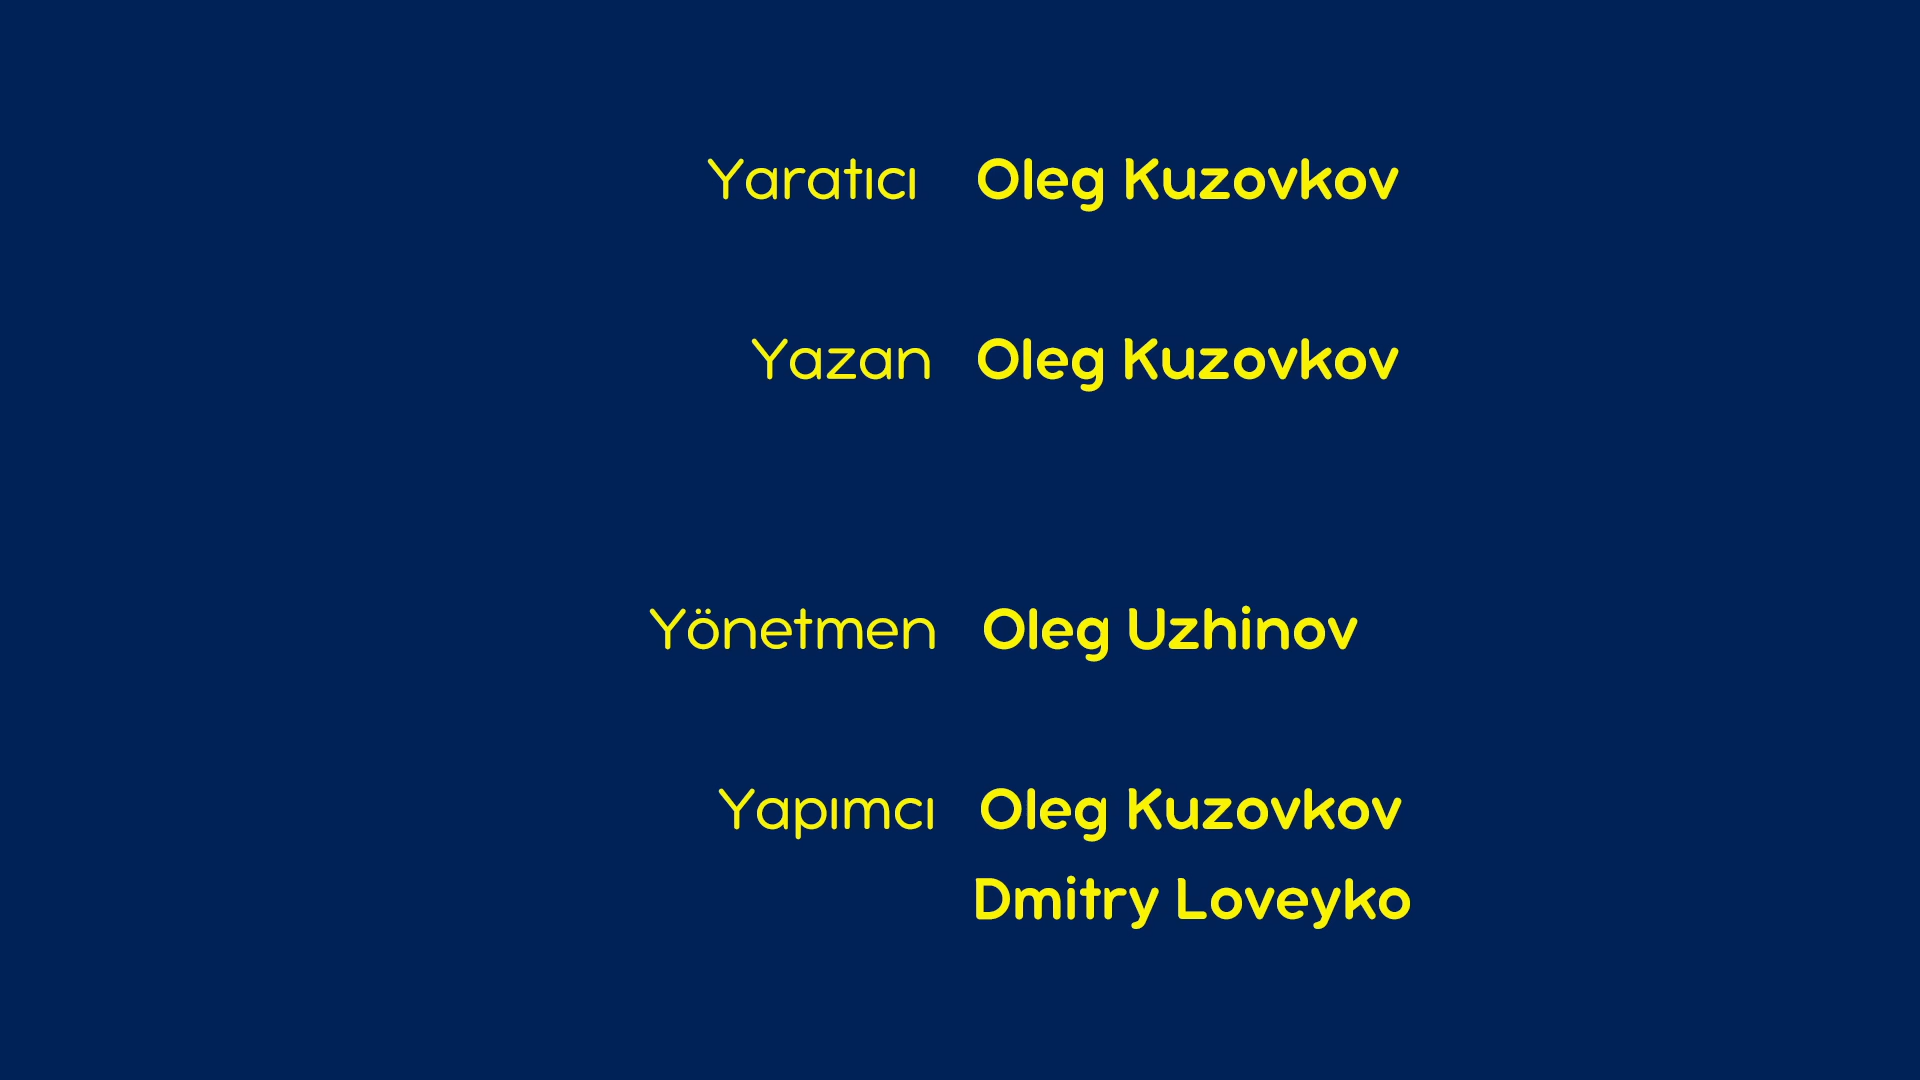 Yaratıcı Oleg Kuzovkov
Yazan Oleg Kuzovkov
Yönetmen Oleg Uzhinov
Yapımcı Oleg Kuzovkov
Dmitry Loveyko